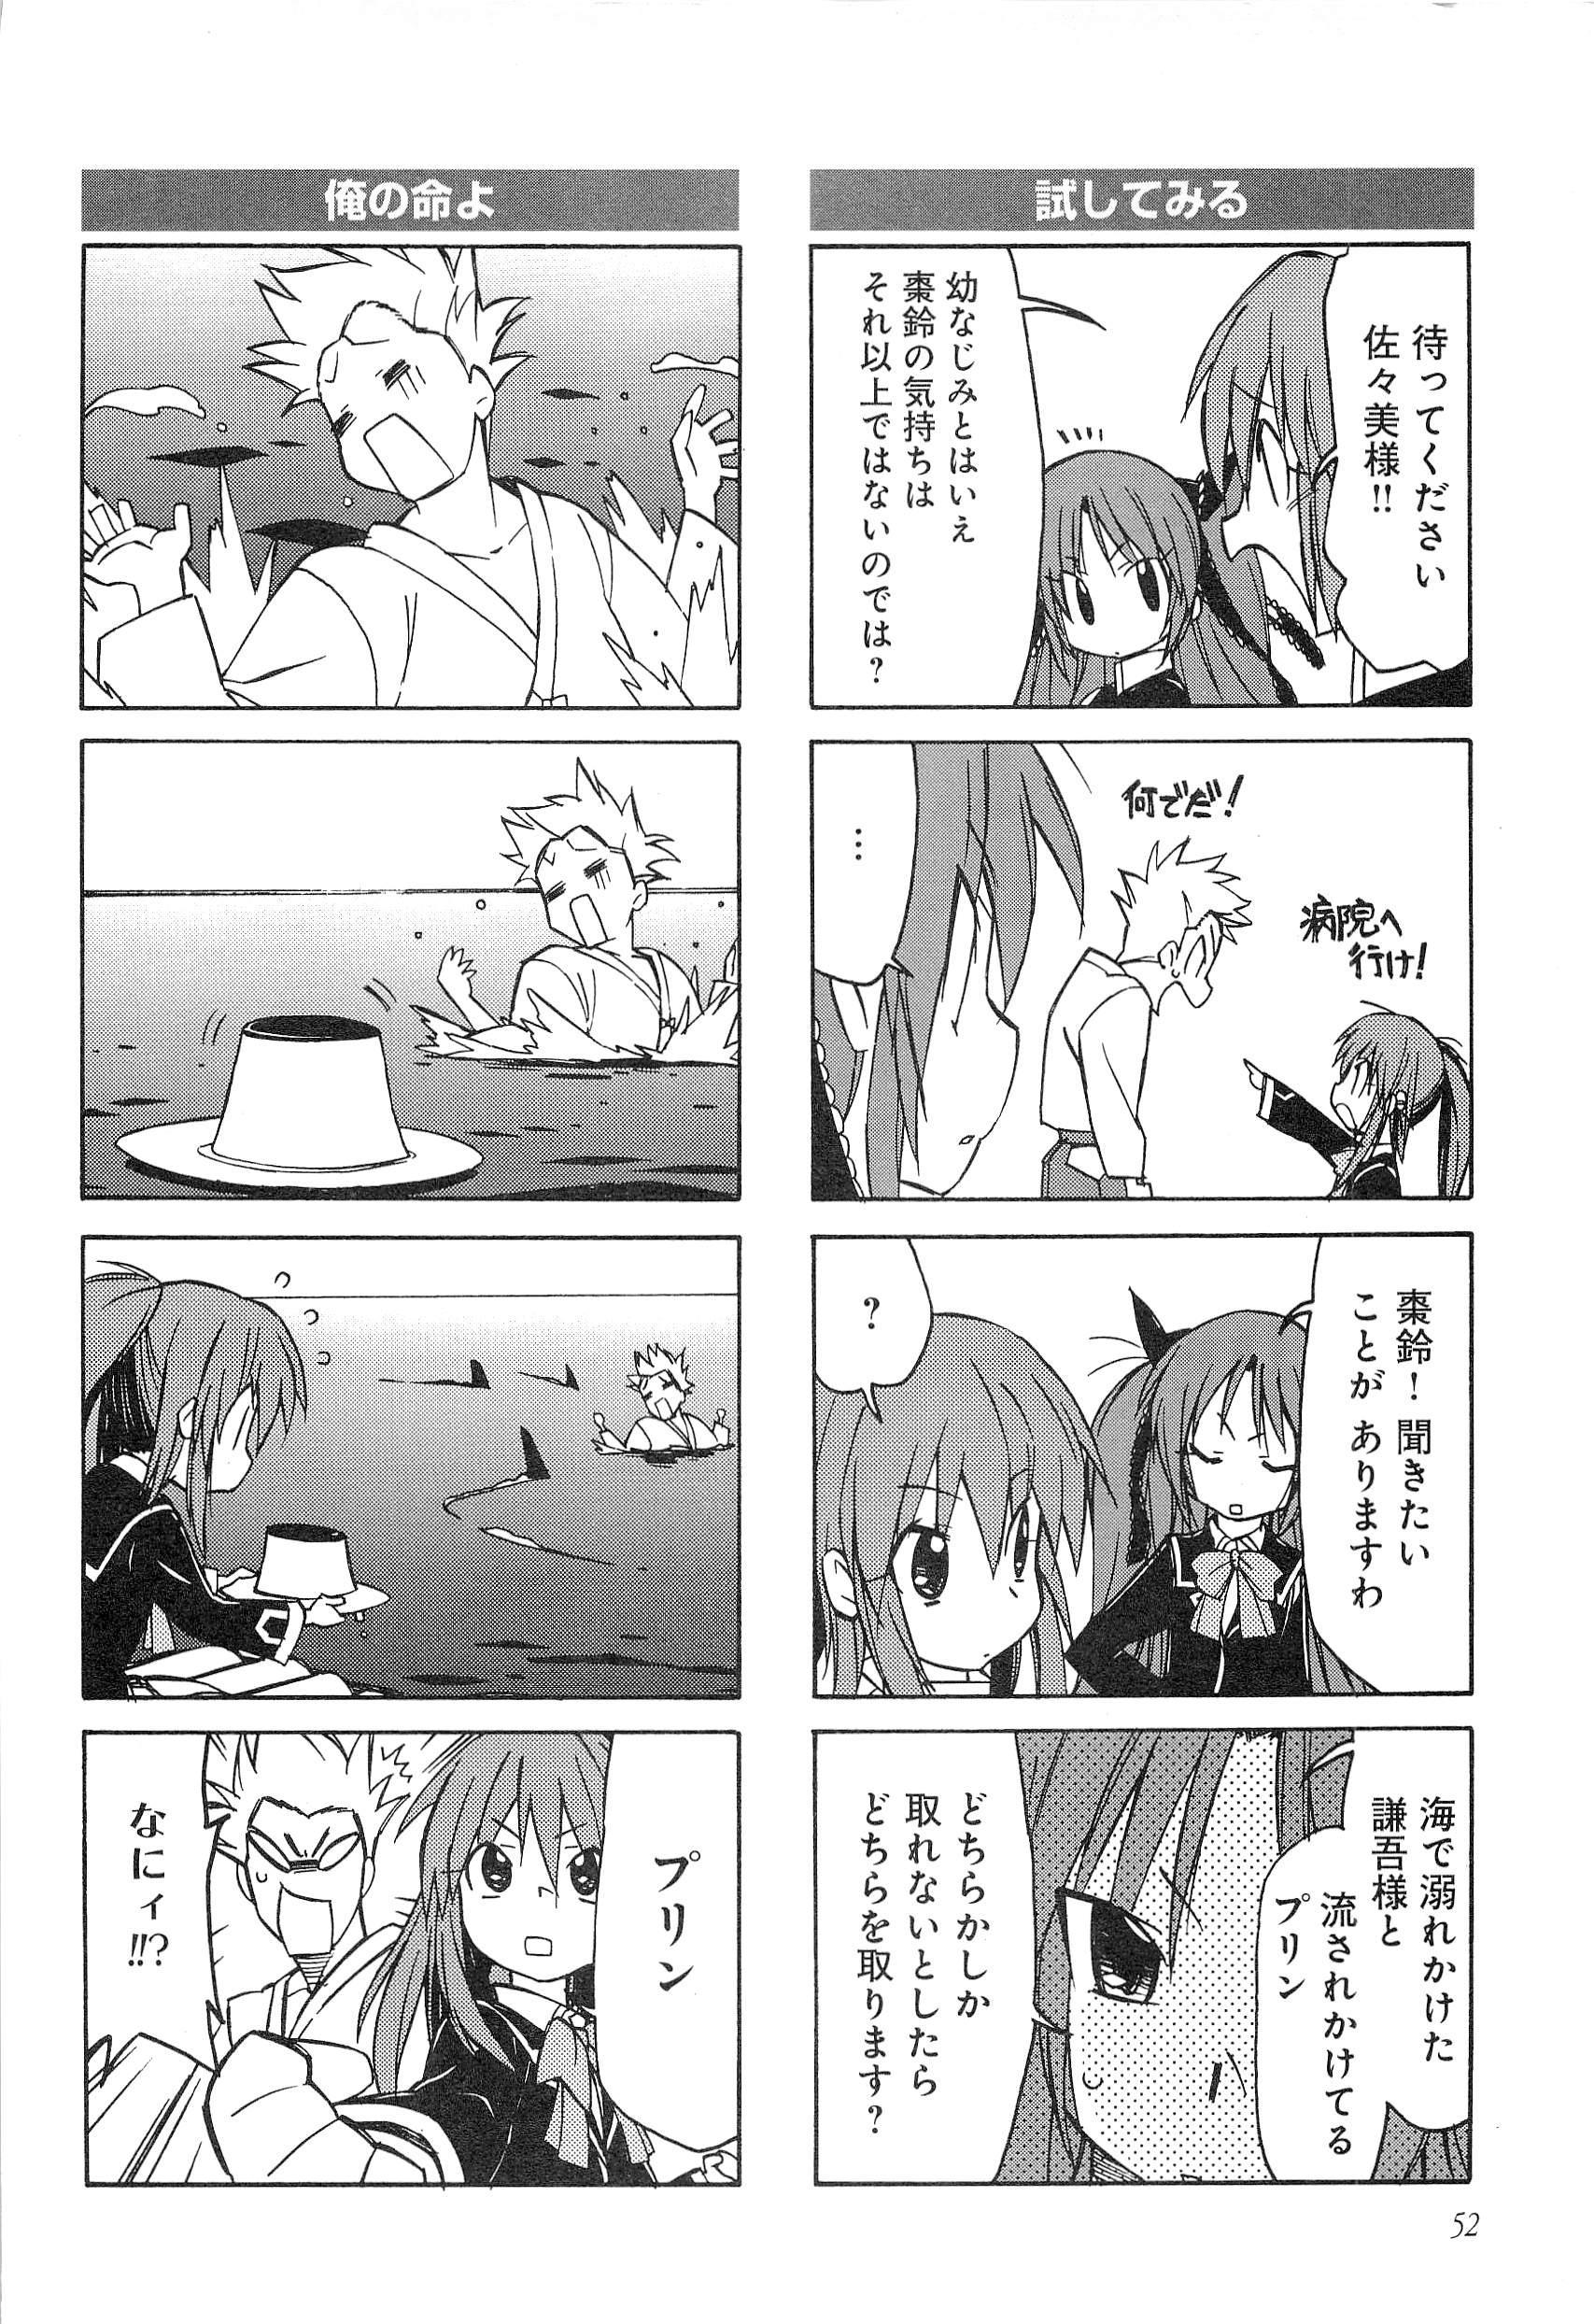 試してみる
待ってください
佐々美様!!
幼なじみとはいえ
棗鈴の気持ちは
それ以上ではないのでは?
何でだ!
病院へ
行け!
…
棗鈴!聞きたい
ことがありますわ
?
海で溺れかけた
謙吾様と
流されかけてる
プリン
どちらかしか
取れないとしたら
どちらを取ります?
俺の命よ
プリン
なにィ!!?
52